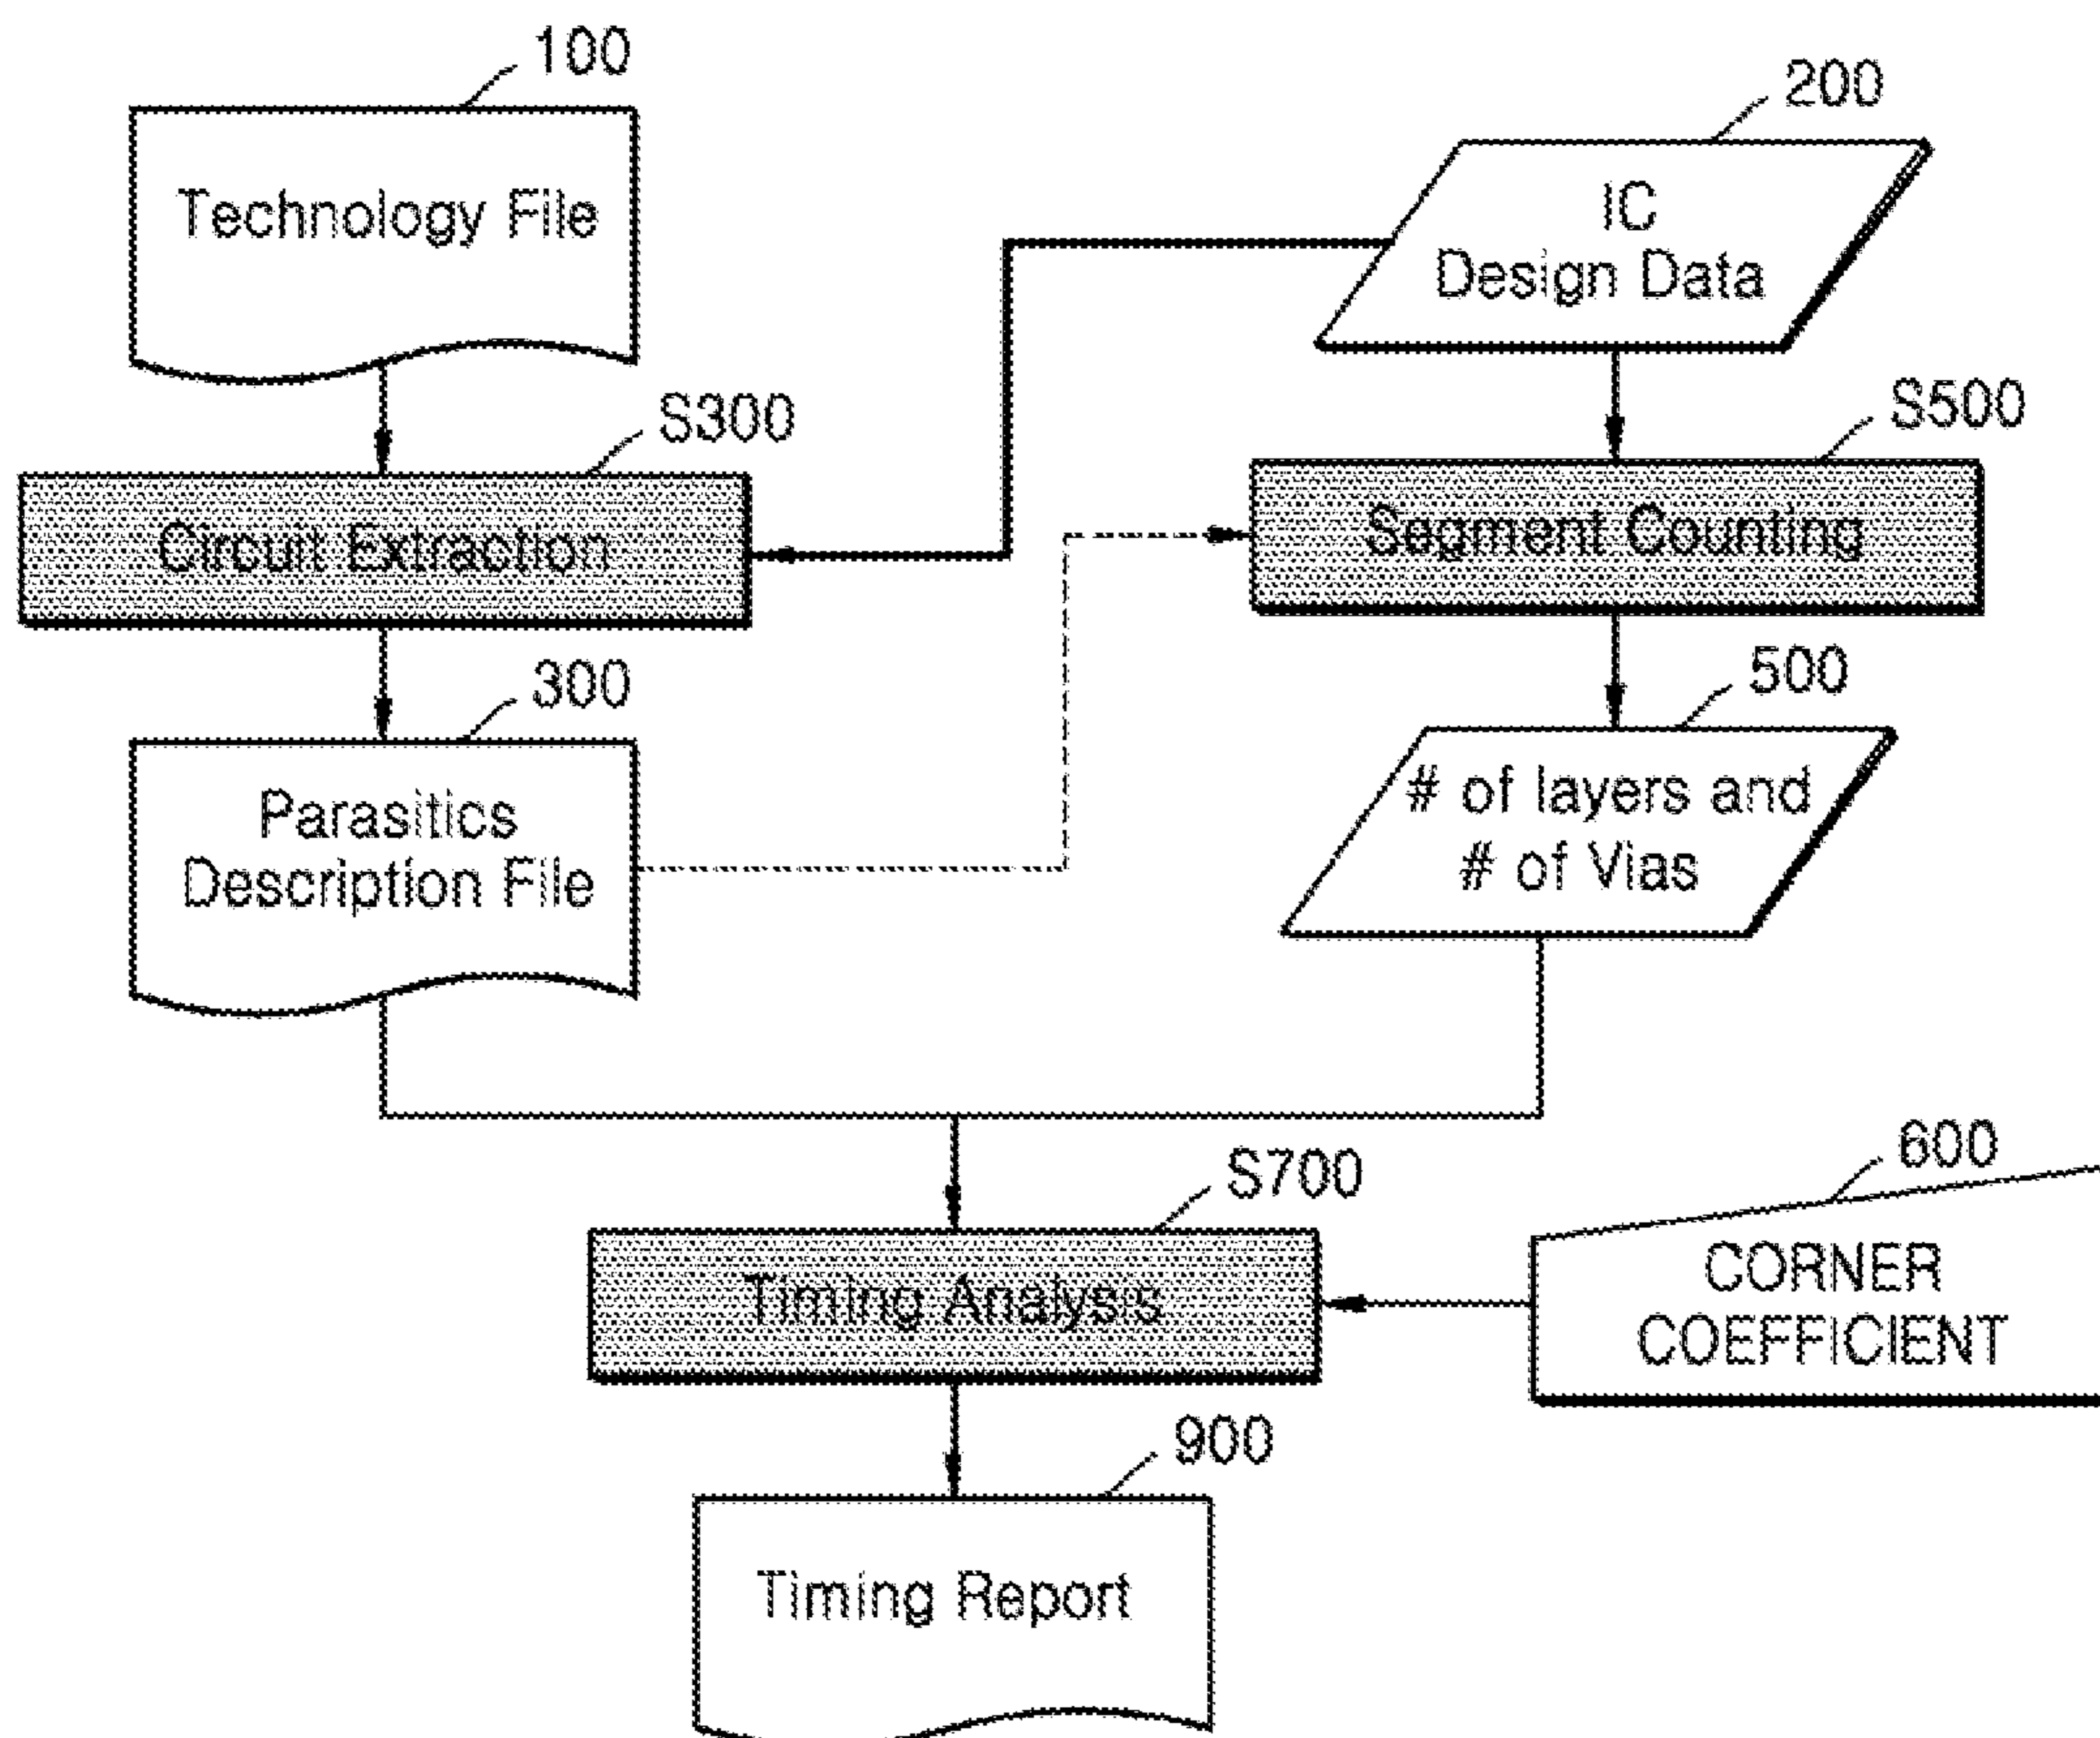 100
200
Technology File
IC
Design Data
S300
S500
Circuit Extraction
Segment Counting
300
500
Parasitics
Description File
# of layers and
# of Vias
S700
600
Timing Analysis
CORNER
COEFFICIENT
900
Timing Report